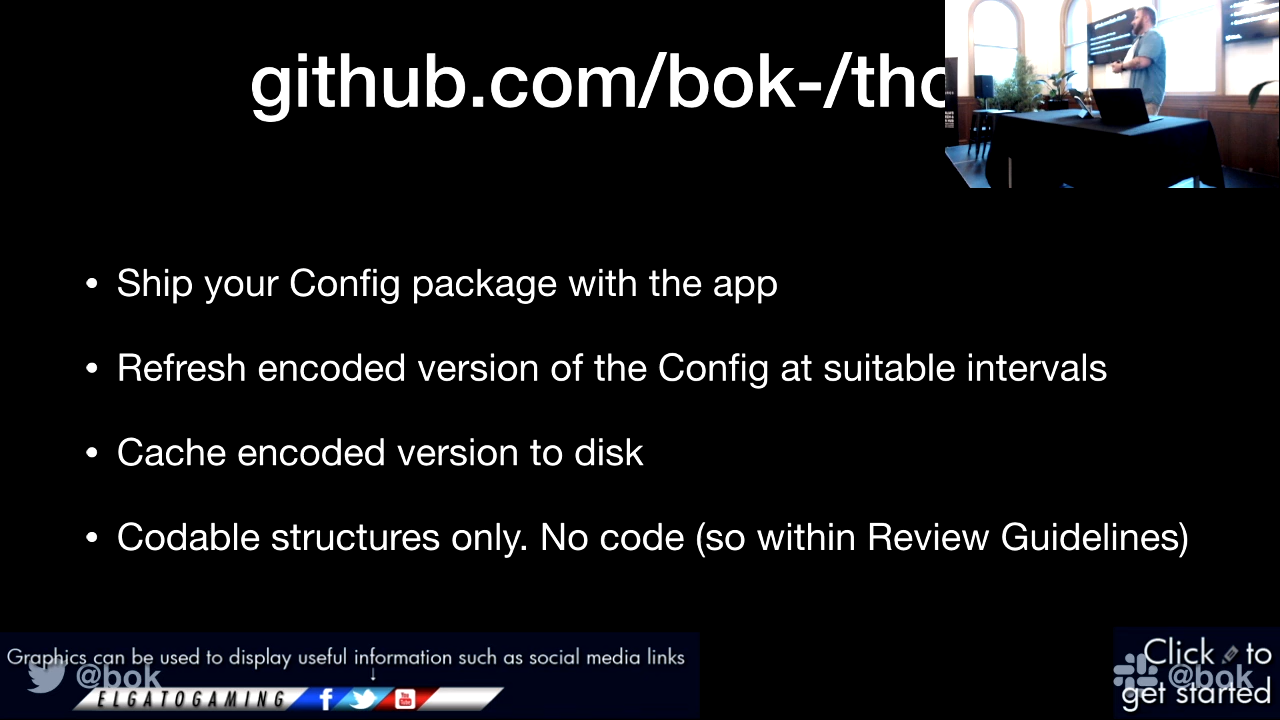 github.com/bok-/tho
• Ship your Config package with the app
• Refresh encoded version of the Config at suitable intervals
• Cache encoded version to disk
• Codable structures only. No code (so within Review Guidelines)
Graphics can be used to display useful information such as social media links
@bok
ELGATOGAMING
Click to
@bok
get started